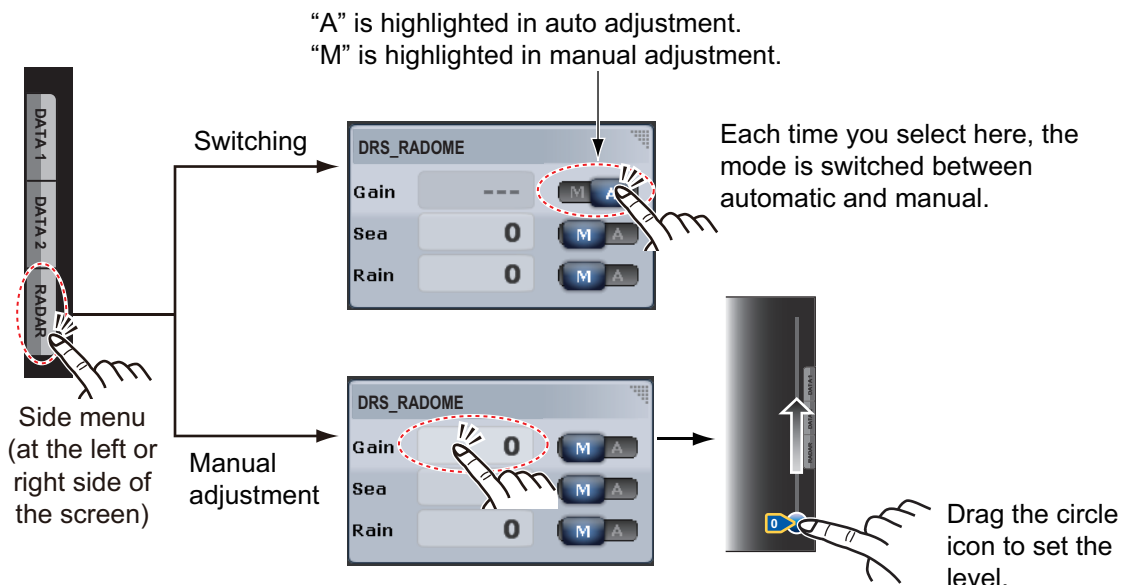 “A” is highlighted in auto adjustment.
“M” is highlighted in manual adjustment.
DATA 1
DATA 2
RADAR
Side menu
(at the left or
right side of
the screen)
Switching
DRS_RADOME
Gain --- M A
Sea 0 M A
Rain 0 M A
Each time you select here, the
mode is switched between
automatic and manual.
Manual
adjustment
DRS_RADOME
Gain 0 M A
Sea M A
Rain 0 M A
DATA1
RADAR
0
Drag the circle
icon to set the
level.